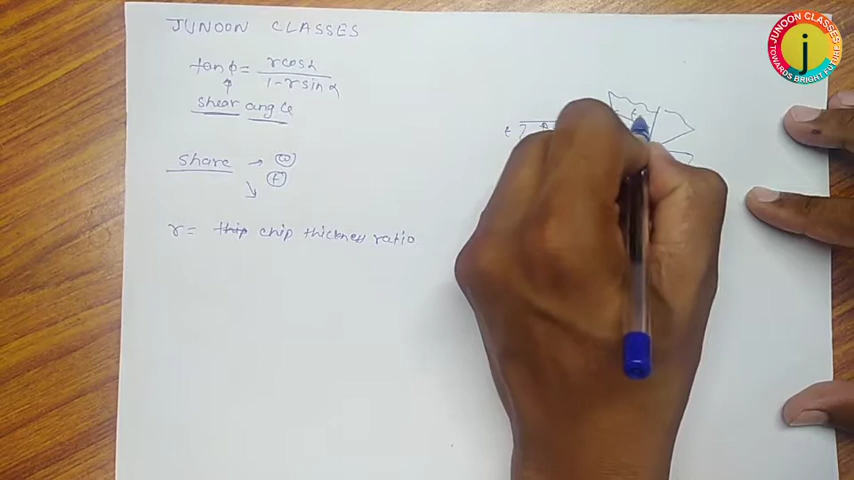 JUNOON CLASSES
tan φ = r cos α / 1 - r sin α
shear angle
share → w
t
r = thip chip thickness ratio
t
JUNOON CLASSES
j
TOWARDS BRIGHT FUTURE